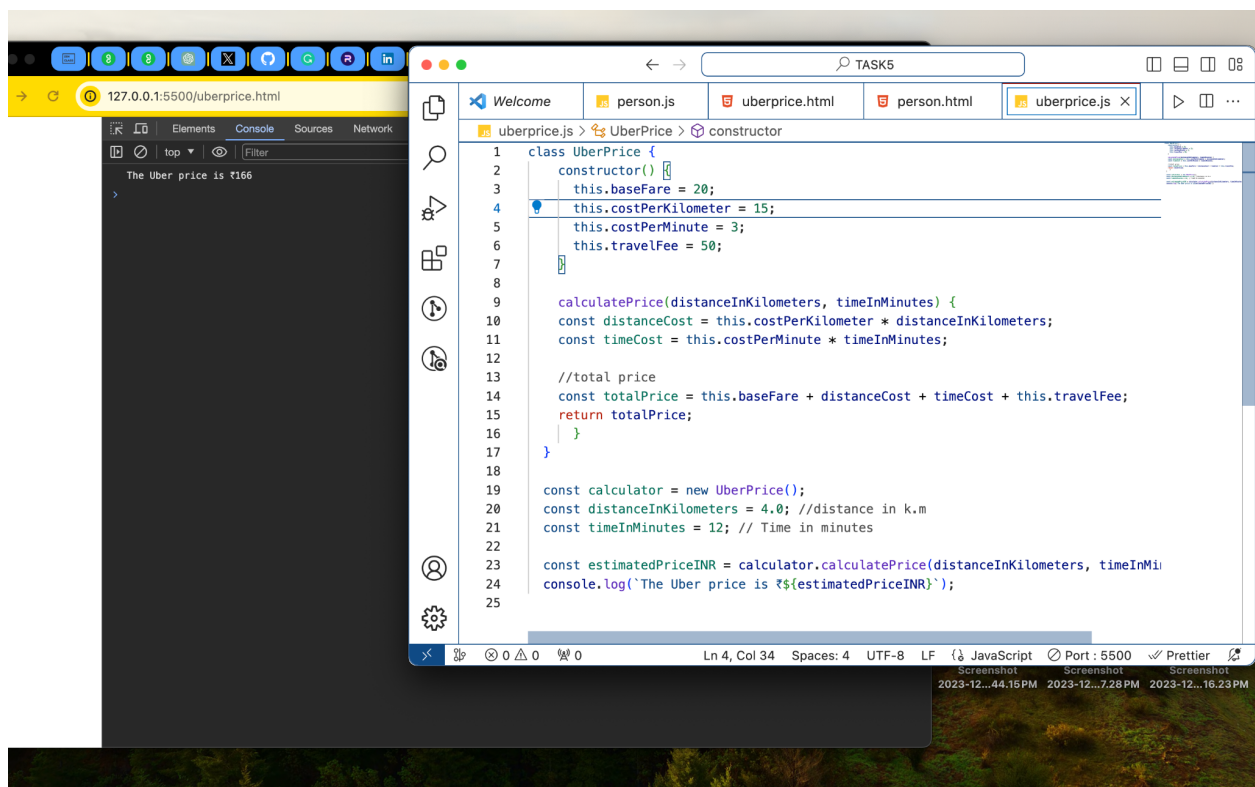 TASK5
127.0.0.1:5500/uberprice.html
Elements Console Sources Network
top Filter
The Uber price is ₹166
Welcome person.js uberprice.html person.html uberprice.js
uberprice.js > UberPrice > constructor
1 class UberPrice {
2 constructor() {
3 this.baseFare = 20;
4 this.costPerKilometer = 15;
5 this.costPerMinute = 3;
6 this.travelFee = 50;
7 }
8
9 calculatePrice(distanceInKilometers, timeInMinutes) {
10 const distanceCost = this.costPerKilometer * distanceInKilometers;
11 const timeCost = this.costPerMinute * timeInMinutes;
12
13 //total price
14 const totalPrice = this.baseFare + distanceCost + timeCost + this.travelFee;
15 return totalPrice;
16 }
17 }
18
19 const calculator = new UberPrice();
20 const distanceInKilometers = 4.0; //distance in k.m
21 const timeInMinutes = 12; // Time in minutes
22
23 const estimatedPriceINR = calculator.calculatePrice(distanceInKilometers, timeInMi
24 console.log(`The Uber price is ₹${estimatedPriceINR}`);
25
0 0 0 Ln 4, Col 34 Spaces: 4 UTF-8 LF JavaScript Port : 5500 Prettier
Screenshot Screenshot Screenshot
2023-12...44.15 PM 2023-12...7.28 PM 2023-12...16.23 PM